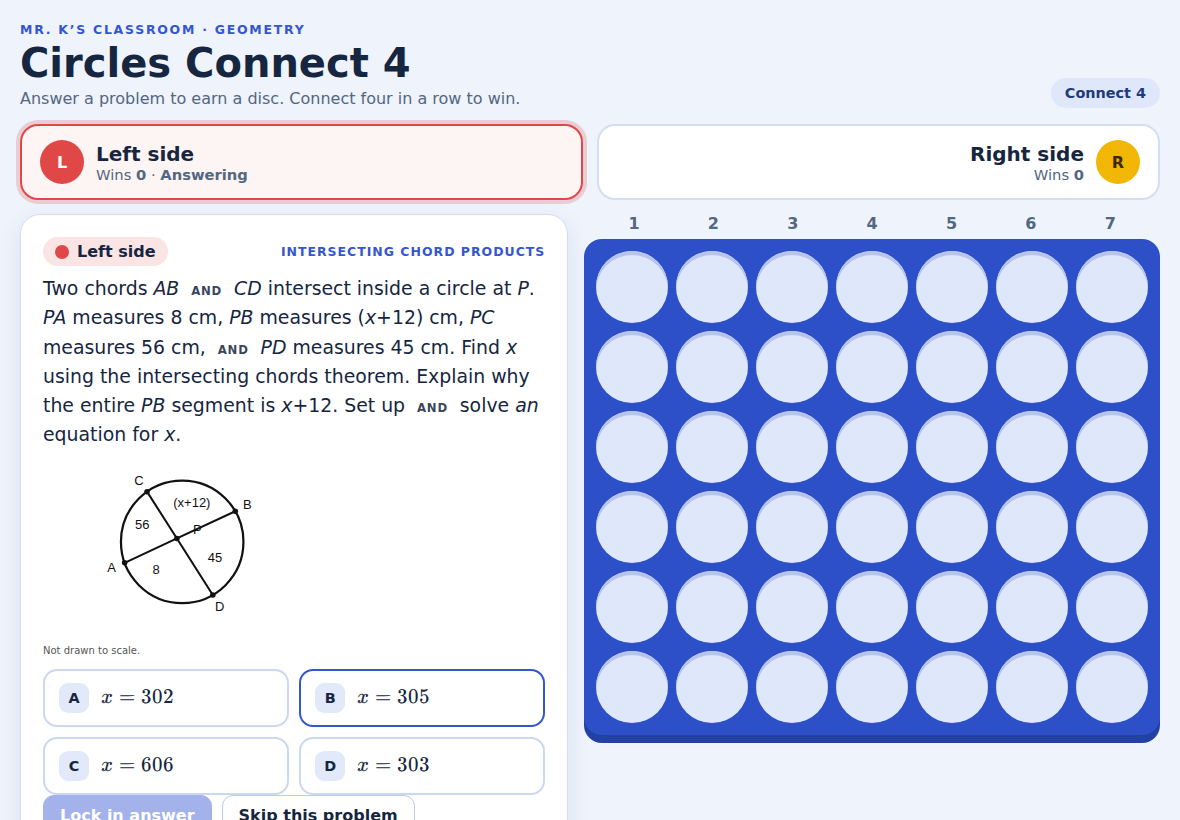 MR. K’S CLASSROOM · GEOMETRY
Circles Connect 4
Answer a problem to earn a disc. Connect four in a row to win.
Connect 4
L
Left side
Wins 0 · Answering
Right side
Wins 0
R
Left side
INTERSECTING CHORD PRODUCTS
Two chords AB AND CD intersect inside a circle at P.
PA measures 8 cm, PB measures (x+12) cm, PC
measures 56 cm, AND PD measures 45 cm. Find x
using the intersecting chords theorem. Explain why
the entire PB segment is x+12. Set up AND solve an
equation for x.
C
(x+12)
B
56
P
45
A
8
D
Not drawn to scale.
A x = 302
B x = 305
C x = 606
D x = 303
Lock in answer
Skip this problem
1 2 3 4 5 6 7